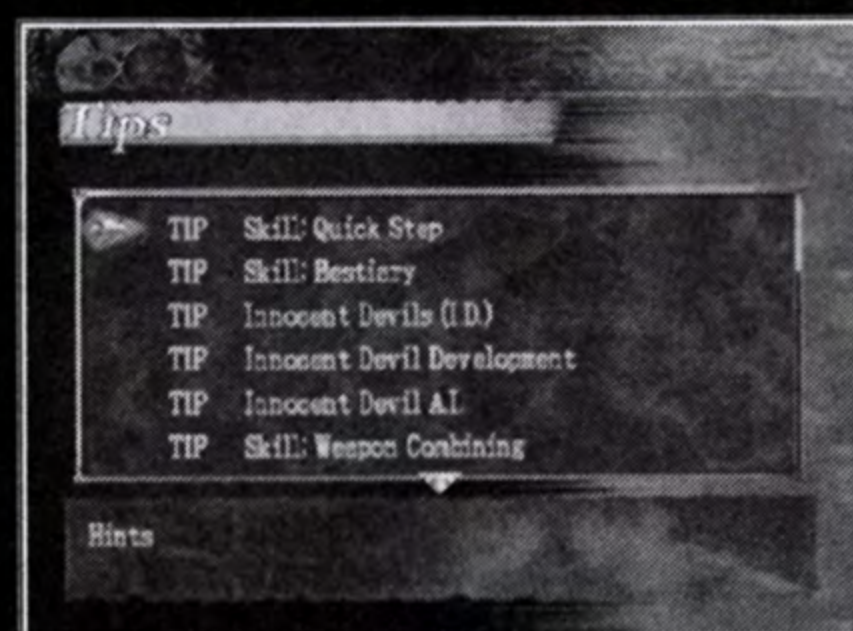 Tips
TIP Skill: Quick Step
TIP Skill: Bestiary
TIP Innocent Devils (I.D.)
TIP Innocent Devil Development
TIP Innocent Devil A.I.
TIP Skill: Weapon Combining
Hints